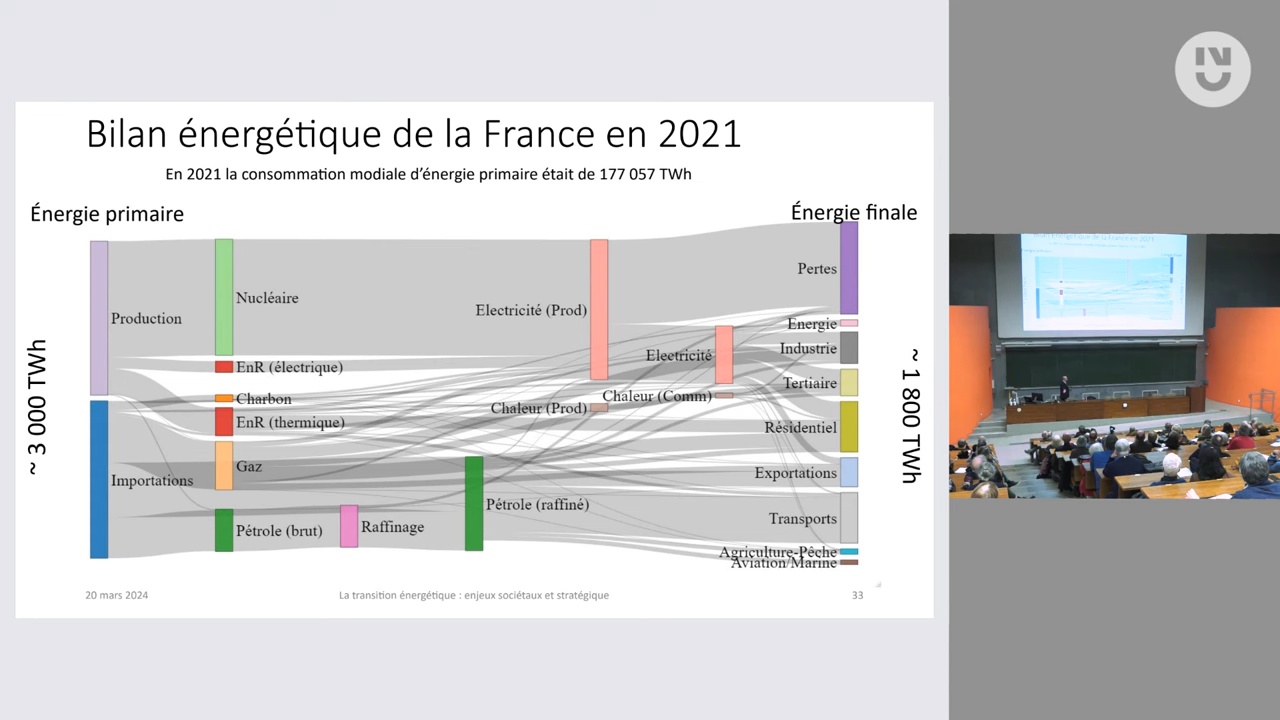 Bilan énergétique de la France en 2021
En 2021 la consommation modiale d'énergie primaire était de 177 057 TWh
Énergie primaire
Énergie finale
~ 3 000 TWh
Production
Importations
Nucléaire
EnR (électrique)
Charbon
EnR (thermique)
Gaz
Pétrole (brut)
Raffinage
Pétrole (raffiné)
Electricité (Prod)
Chaleur (Prod)
Electricité
Chaleur (Comm)
Pertes
Energie
Industrie
Tertiaire
Résidentiel
Exportations
Transports
Agriculture-Pêche
Aviation/Marine
~ 1 800 TWh
20 mars 2024
La transition énergétique : enjeux sociétaux et stratégique
33